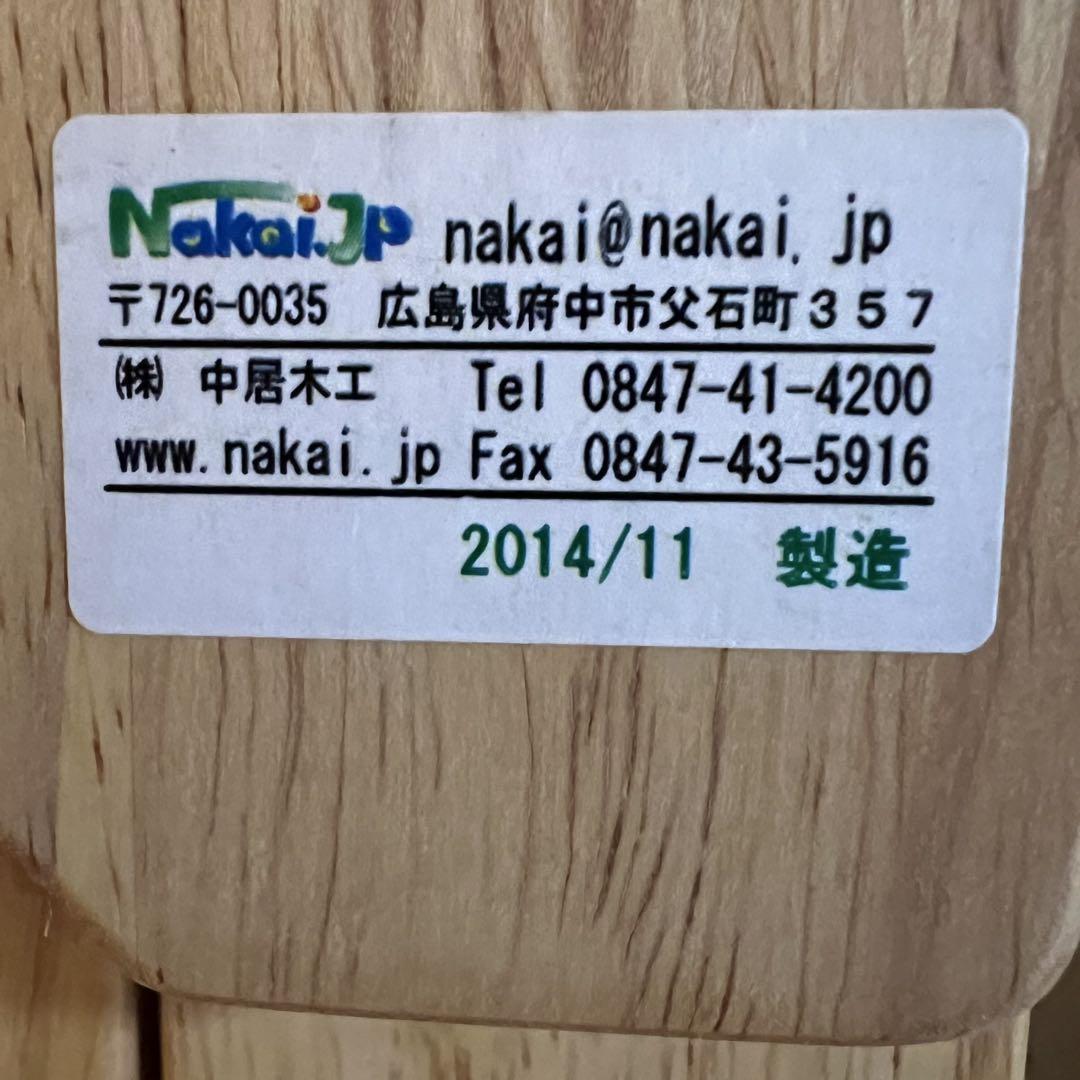 Nakai.Jp nakai@nakai.jp
〒726-0035 広島県府中市父石町３５７
㈱ 中居木工 Tel 0847-41-4200
www.nakai.jp Fax 0847-43-5916
2014/11 製造